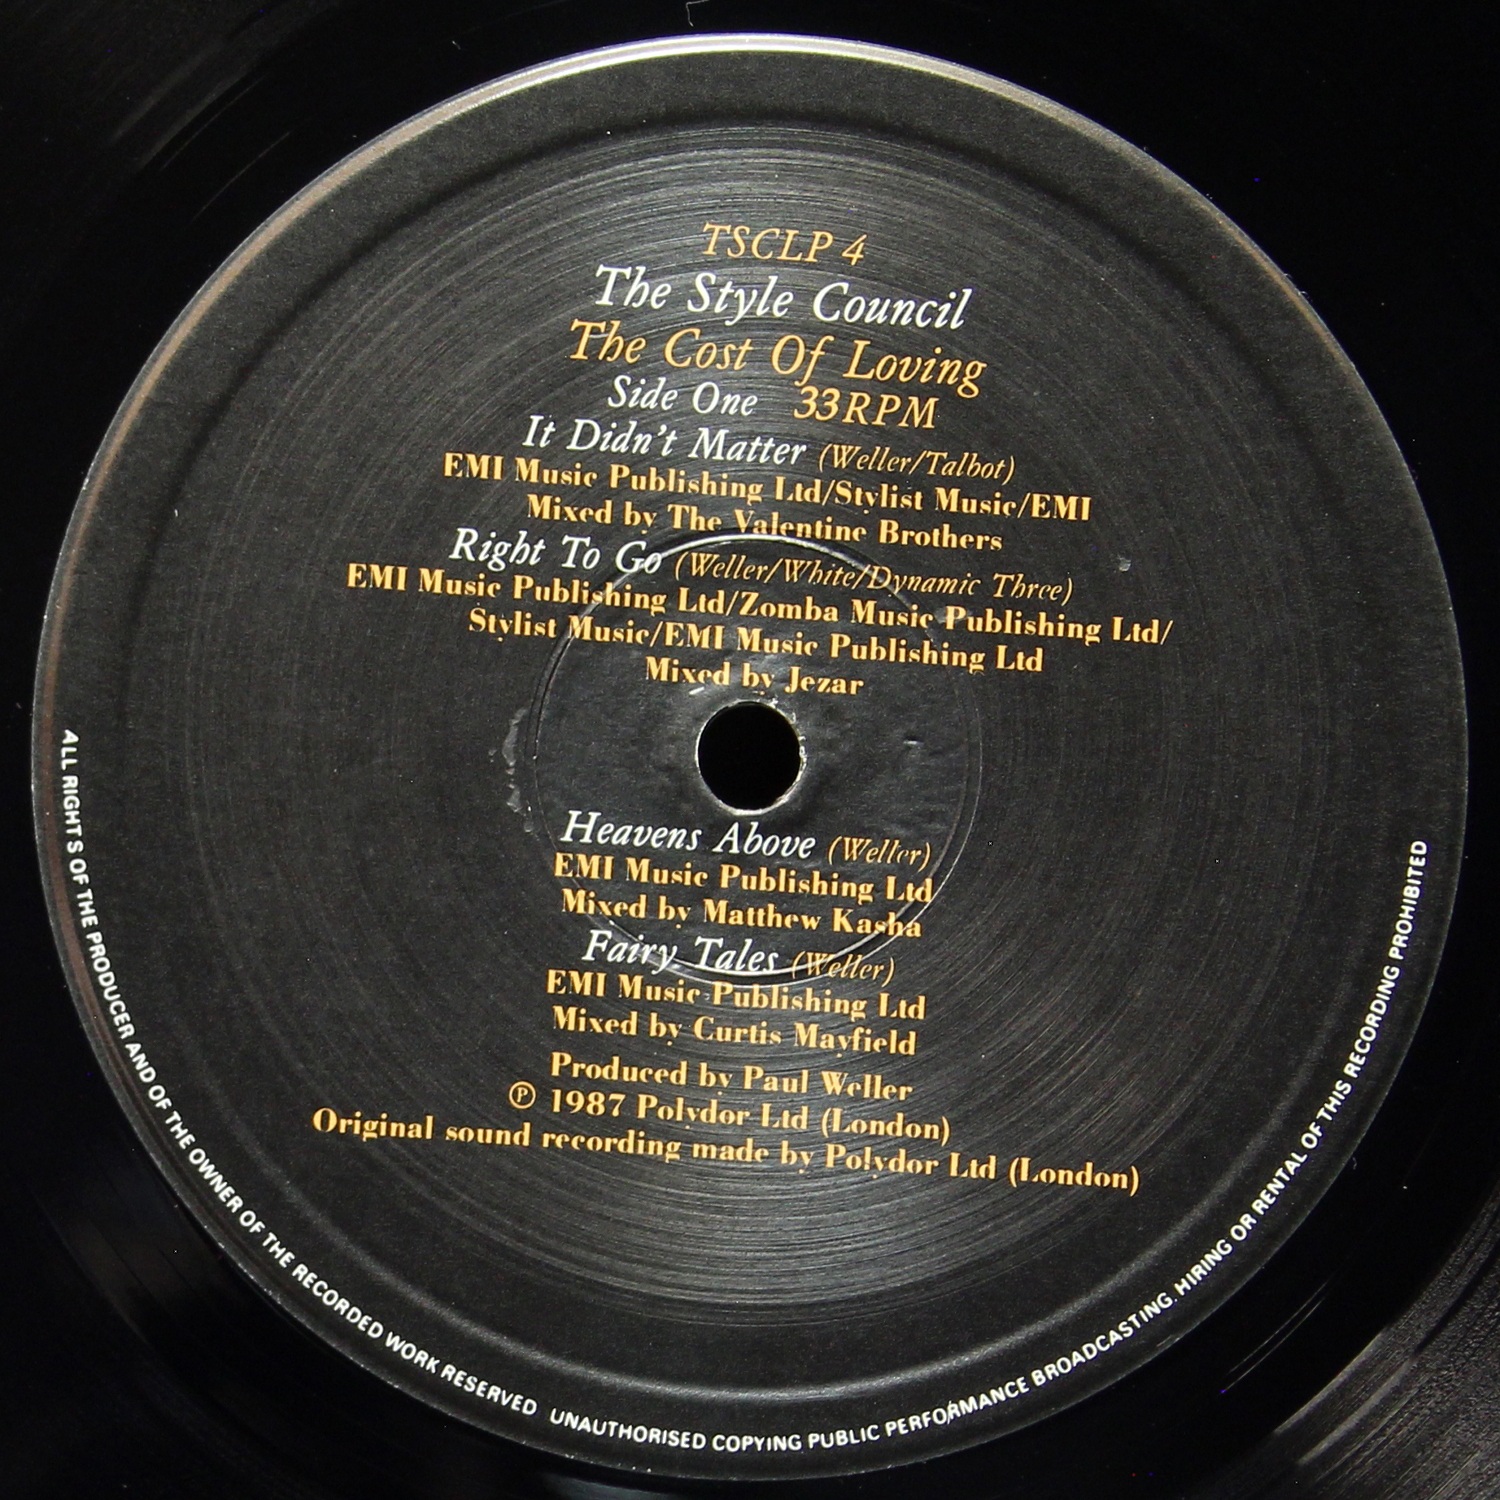 TSCLP 4
The Style Council
The Cost Of Loving
Side One 33RPM
It Didn't Matter (Weller/Talbot)
EMI Music Publishing Ltd/Stylist Music/EMI
Mixed by The Valentine Brothers
Right To Go (Weller/White/Dynamic Three)
EMI Music Publishing Ltd/Zomba Music Publishing Ltd/
Stylist Music/EMI Music Publishing Ltd
Mixed by Jezar
Heavens Above (Weller)
EMI Music Publishing Ltd
Mixed by Matthew Kasha
Fairy Tales (Weller)
EMI Music Publishing Ltd
Mixed by Curtis Mayfield
Produced by Paul Weller
℗ 1987 Polydor Ltd (London)
Original sound recording made by Polydor Ltd (London)
ALL RIGHTS OF THE PRODUCER AND OF THE OWNER OF THE RECORDED WORK RESERVED UNAUTHORISED COPYING PUBLIC PERFORMANCE BROADCASTING, HIRING OR RENTAL OF THIS RECORDING PROHIBITED